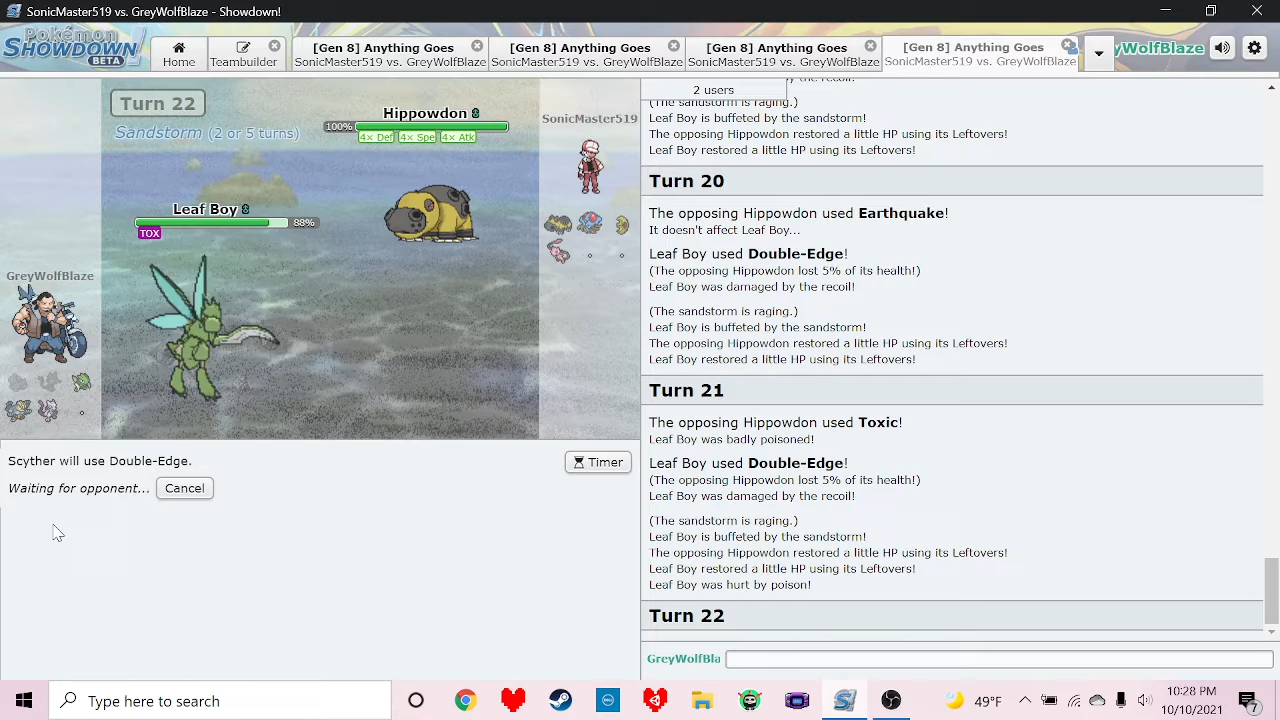 SonicMaster519 vs. GreyWolfBlaze - Showdown!
Pokémon
SHOWDOWN!
BETA
Home
Teambuilder
[Gen 8] Anything Goes
SonicMaster519 vs. GreyWolfBlaze
[Gen 8] Anything Goes
SonicMaster519 vs. GreyWolfBlaze
[Gen 8] Anything Goes
SonicMaster519 vs. GreyWolfBlaze
[Gen 8] Anything Goes
SonicMaster519 vs. GreyWolfBlaze
yWolfBlaze
Turn 22
Sandstorm (2 or 5 turns)
Hippowdon
100%
4× Def 4× Spe 4× Atk
SonicMaster519
Leaf Boy
88%
TOX
GreyWolfBlaze
Scyther will use Double-Edge.
Timer
Waiting for opponent... Cancel
2 users
by the recoil!
(The sandstorm is raging.)
Leaf Boy is buffeted by the sandstorm!
The opposing Hippowdon restored a little HP using its Leftovers!
Leaf Boy restored a little HP using its Leftovers!
Turn 20
The opposing Hippowdon used Earthquake!
It doesn't affect Leaf Boy...
Leaf Boy used Double-Edge!
(The opposing Hippowdon lost 5% of its health!)
Leaf Boy was damaged by the recoil!
(The sandstorm is raging.)
Leaf Boy is buffeted by the sandstorm!
The opposing Hippowdon restored a little HP using its Leftovers!
Leaf Boy restored a little HP using its Leftovers!
Turn 21
The opposing Hippowdon used Toxic!
Leaf Boy was badly poisoned!
Leaf Boy used Double-Edge!
(The opposing Hippowdon lost 5% of its health!)
Leaf Boy was damaged by the recoil!
(The sandstorm is raging.)
Leaf Boy is buffeted by the sandstorm!
The opposing Hippowdon restored a little HP using its Leftovers!
Leaf Boy restored a little HP using its Leftovers!
Leaf Boy was hurt by poison!
Turn 22
GreyWolfBla
Type here to search
DELL
49°F
10:28 PM
10/10/2021
7